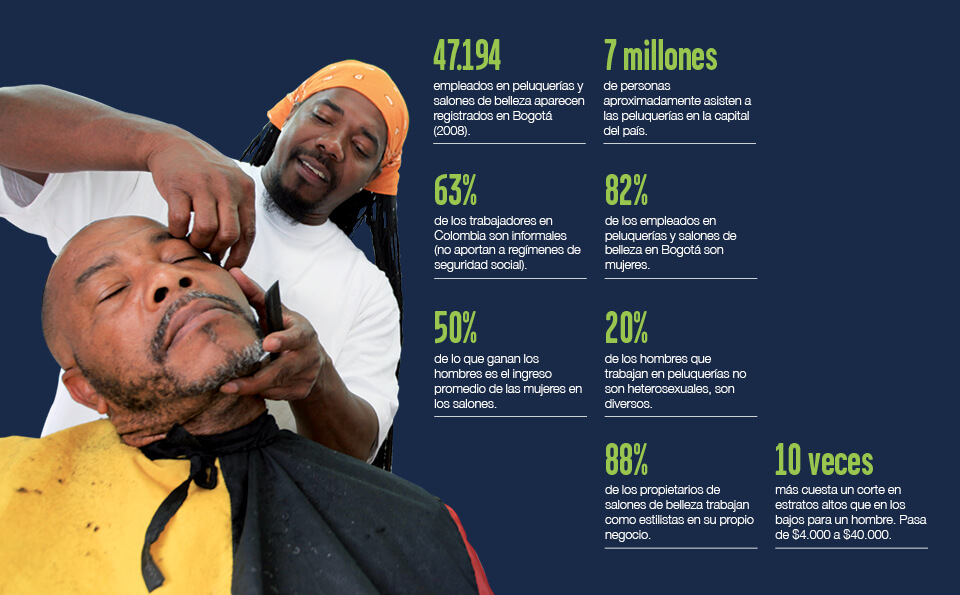 47.194
empleados en peluquerías y
salones de belleza aparecen
registrados en Bogotá
(2008).
7 millones
de personas
aproximadamente asisten a
las peluquerías en la capital
del país.
63%
de los trabajadores en
Colombia son informales
(no aportan a regímenes de
seguridad social).
82%
de los empleados en
peluquerías y salones de
belleza en Bogotá son
mujeres.
50%
de lo que ganan los
hombres es el ingreso
promedio de las mujeres en
los salones.
20%
de los hombres que
trabajan en peluquerías no
son heterosexuales, son
diversos.
88%
de los propietarios de
salones de belleza trabajan
como estilistas en su propio
negocio.
10 veces
más cuesta un corte en
estratos altos que en los
bajos para un hombre. Pasa
de $4.000 a $40.000.